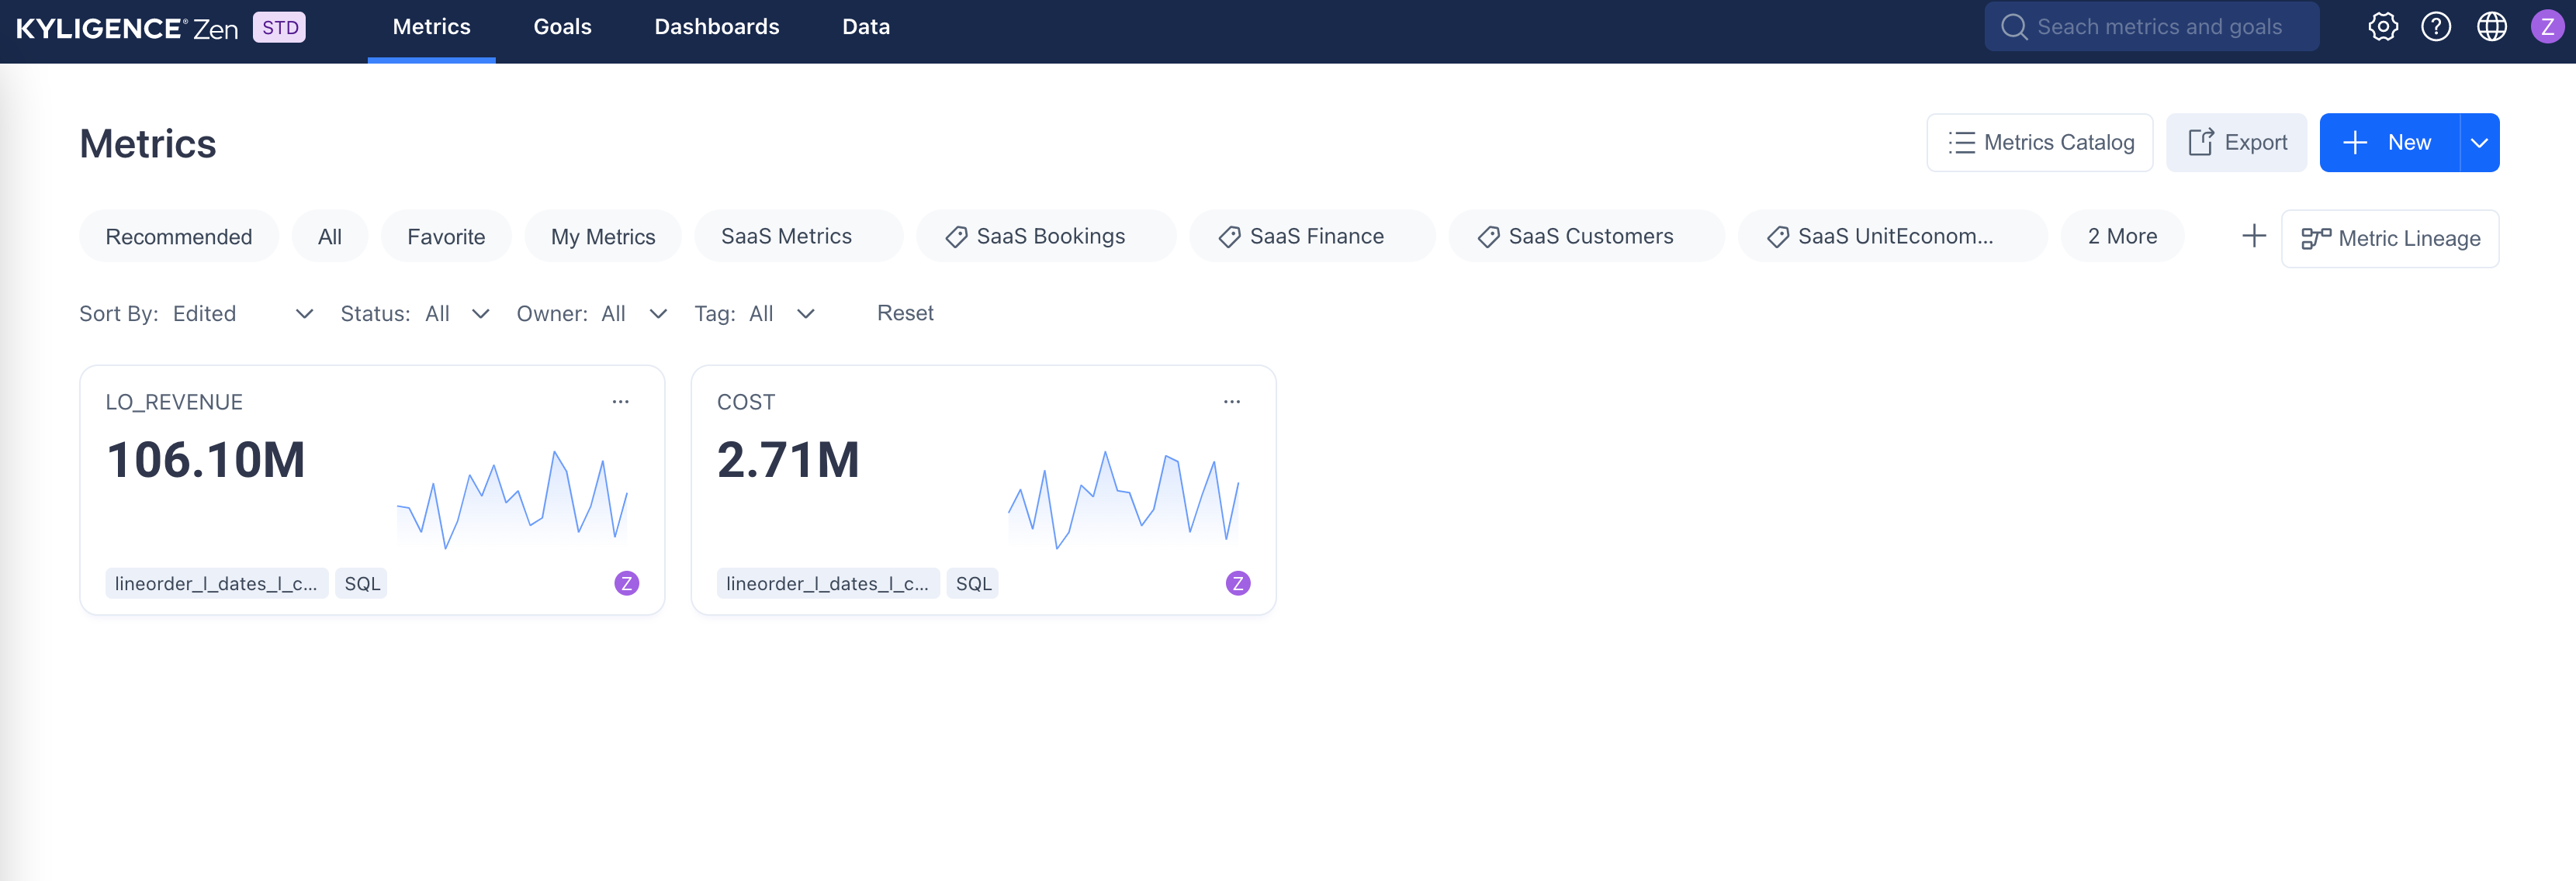 KYLIGENCE® Zen STD Metrics Goals Dashboards Data Seach metrics and goals ? Z
Metrics Metrics Catalog Export New
Recommended All Favorite My Metrics SaaS Metrics SaaS Bookings SaaS Finance SaaS Customers SaaS UnitEconom... 2 More + Metric Lineage
Sort By: Edited Status: All Owner: All Tag: All Reset
LO_REVENUE ...
106.10M
lineorder_l_dates_l_c... SQL Z
COST ...
2.71M
lineorder_l_dates_l_c... SQL Z